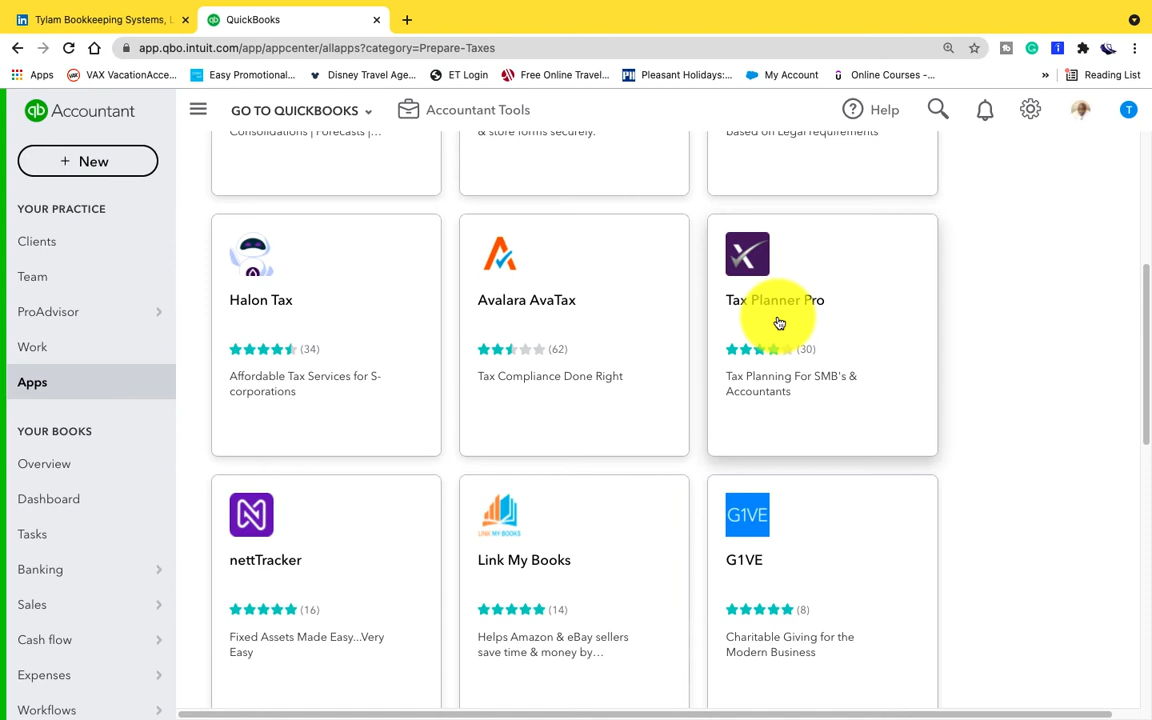 Tylam Bookkeeping Systems, L
QuickBooks
app.qbo.intuit.com/app/appcenter/allapps?category=Prepare-Taxes
Apps
VAX VacationAcce...
Easy Promotional...
Disney Travel Age...
ET Login
Free Online Travel...
Pleasant Holidays:...
My Account
Online Courses -...
»
Reading List
qb Accountant
GO TO QUICKBOOKS
Accountant Tools
Help
T
+ New
YOUR PRACTICE
Clients
Team
ProAdvisor
Work
Apps
YOUR BOOKS
Overview
Dashboard
Tasks
Banking
Sales
Cash flow
Expenses
Workflows
Consolidations | Forecasts |...
& store forms securely.
based on Legal requirements
Halon Tax
(34)
Affordable Tax Services for S-
corporations
Avalara AvaTax
(62)
Tax Compliance Done Right
Tax Planner Pro
(30)
Tax Planning For SMB's &
Accountants
nettTracker
(16)
Fixed Assets Made Easy...Very
Easy
LINK MY BOOKS
Link My Books
(14)
Helps Amazon & eBay sellers
save time & money by...
G1VE
G1VE
(8)
Charitable Giving for the
Modern Business